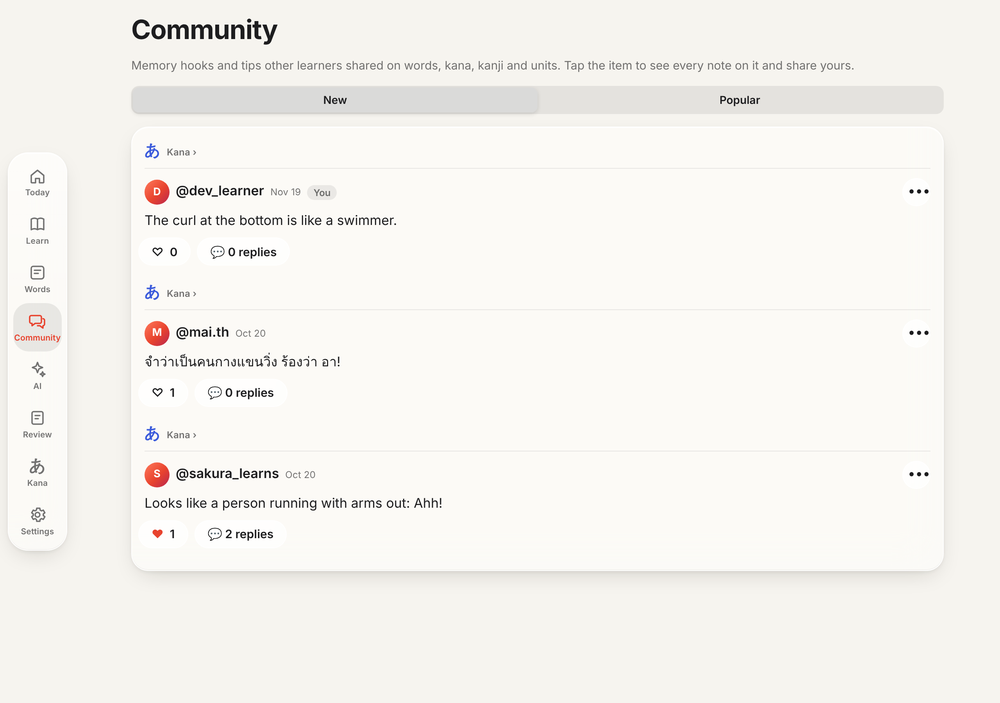 Community
Memory hooks and tips other learners shared on words, kana, kanji and units. Tap the item to see every note on it and share yours.
New
Popular
あ Kana ›
D @dev_learner Nov 19 You
The curl at the bottom is like a swimmer.
0
0 replies
あ Kana ›
M @mai.th Oct 20
จำว่าเป็นคนกางแขนวิ่ง ร้องว่า อา!
1
0 replies
あ Kana ›
S @sakura_learns Oct 20
Looks like a person running with arms out: Ahh!
1
2 replies
Today
Learn
Words
Community
AI
Review
あ
Kana
Settings